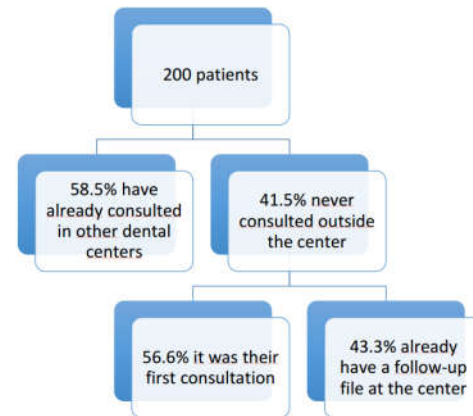 200 patients
58.5% have
already consulted
in other dental
centers
41.5% never
consulted outside
the center
56.6% it was their
first consultation
43.3% already
have a follow-up
file at the center